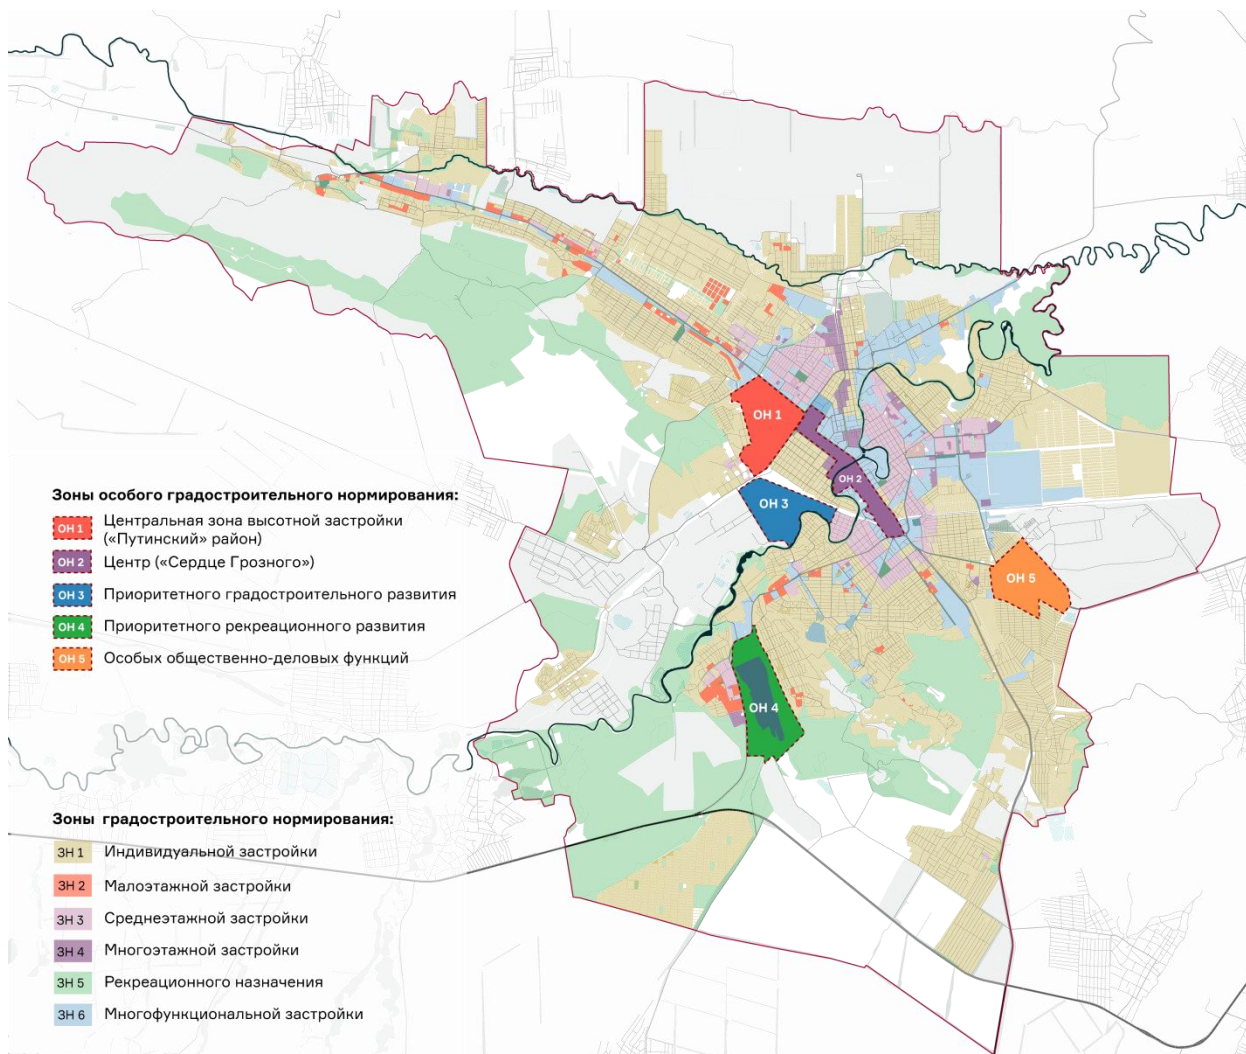 ОН 1
ОН 2
ОН 3
ОН 5
ОН 4
Зоны особого градостроительного нормирования:
ОН 1 Центральная зона высотной застройки
(«Путинский» район)
ОН 2 Центр («Сердце Грозного»)
ОН 3 Приоритетного градостроительного развития
ОН 4 Приоритетного рекреационного развития
ОН 5 Особых общественно-деловых функций
Зоны градостроительного нормирования:
ЗН 1 Индивидуальной застройки
ЗН 2 Малоэтажной застройки
ЗН 3 Среднеэтажной застройки
ЗН 4 Многоэтажной застройки
ЗН 5 Рекреационного назначения
ЗН 6 Многофункциональной застройки